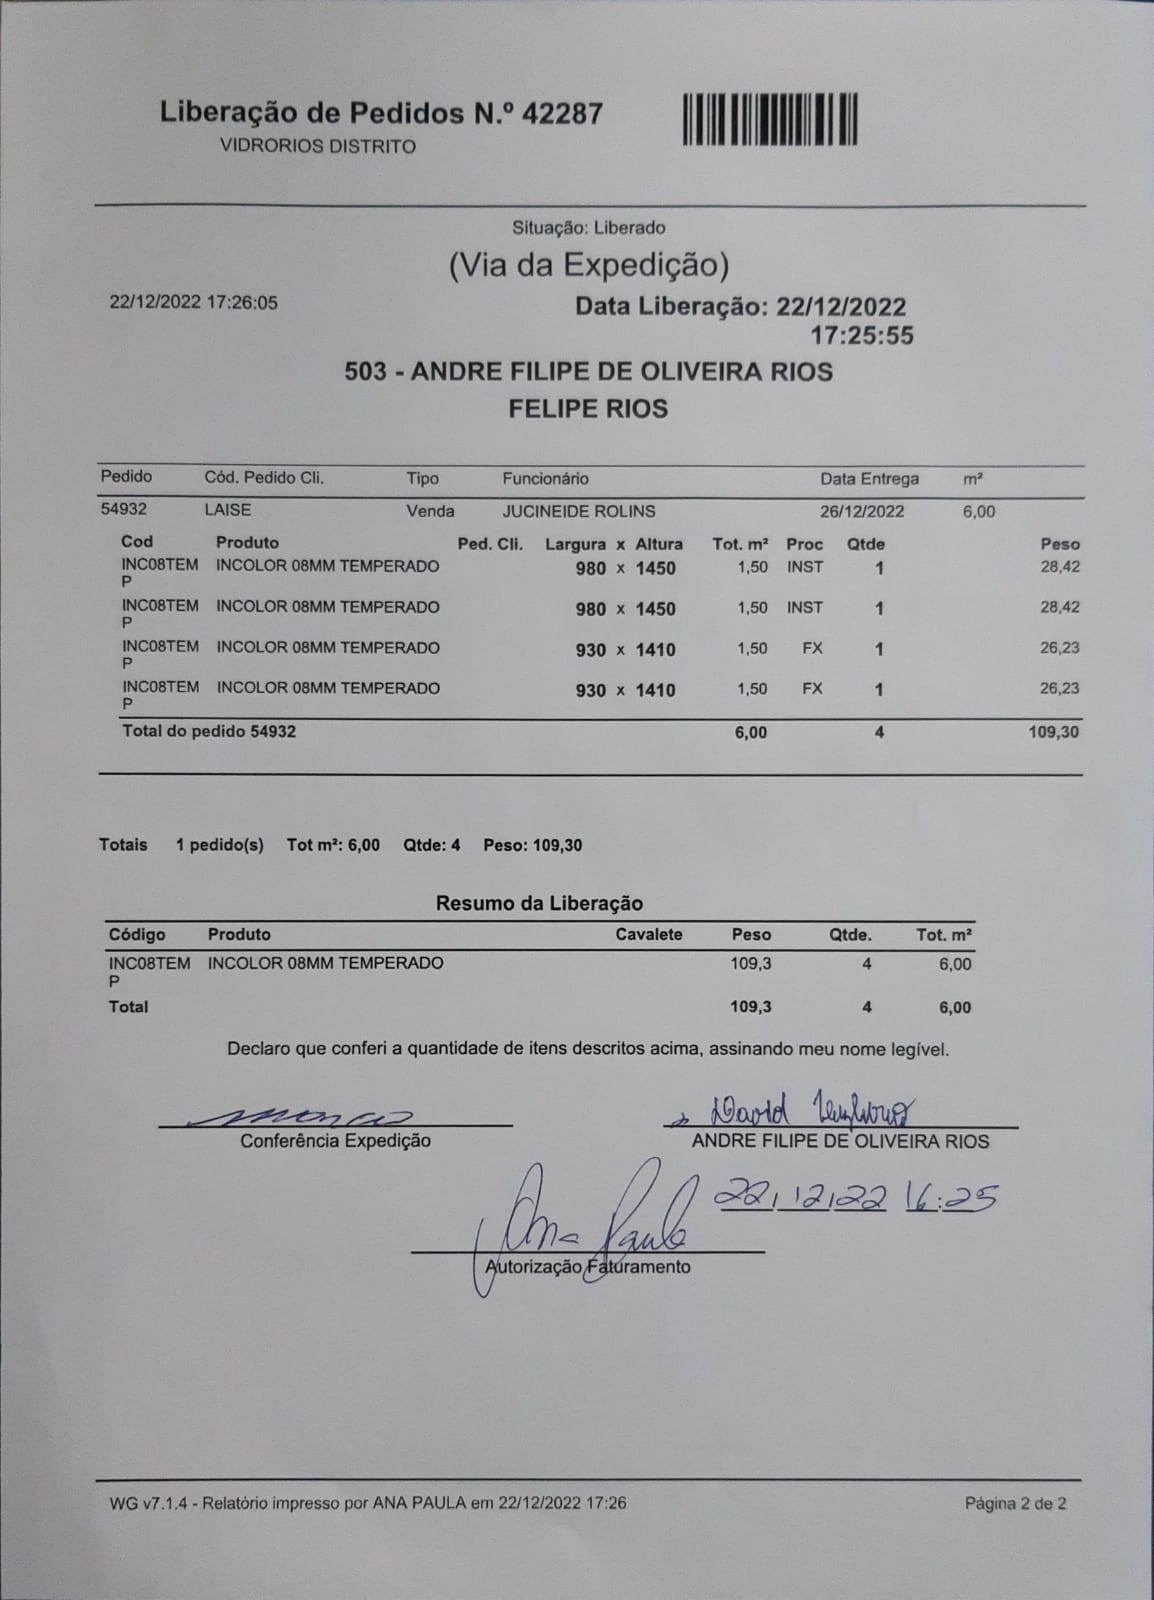 Liberação de Pedidos N.º 42287
VIDRORIOS DISTRITO
Situação: Liberado
(Via da Expedição)
22/12/2022 17:26:05
Data Liberação: 22/12/2022
17:25:55
503 - ANDRE FILIPE DE OLIVEIRA RIOS
FELIPE RIOS
Pedido Cód. Pedido Cli. Tipo Funcionário Data Entrega m²
54932 LAISE Venda JUCINEIDE ROLINS 26/12/2022 6,00
Cod Produto Ped. Cli. Largura x Altura Tot. m² Proc Qtde Peso
INC08TEM INCOLOR 08MM TEMPERADO 980 x 1450 1,50 INST 1 28,42
P
INC08TEM INCOLOR 08MM TEMPERADO 980 x 1450 1,50 INST 1 28,42
P
INC08TEM INCOLOR 08MM TEMPERADO 930 x 1410 1,50 FX 1 26,23
P
INC08TEM INCOLOR 08MM TEMPERADO 930 x 1410 1,50 FX 1 26,23
P
Total do pedido 54932 6,00 4 109,30
Totais 1 pedido(s) Tot m²: 6,00 Qtde: 4 Peso: 109,30
Resumo da Liberação
Código Produto Cavalete Peso Qtde. Tot. m²
INC08TEM INCOLOR 08MM TEMPERADO 109,3 4 6,00
P
Total 109,3 4 6,00
Declaro que conferi a quantidade de itens descritos acima, assinando meu nome legível.
David
Conferência Expedição ANDRE FILIPE DE OLIVEIRA RIOS
22,12,22 16:25
Ana Paula
Autorização Faturamento
WG v7.1.4 - Relatório impresso por ANA PAULA em 22/12/2022 17:26 Página 2 de 2